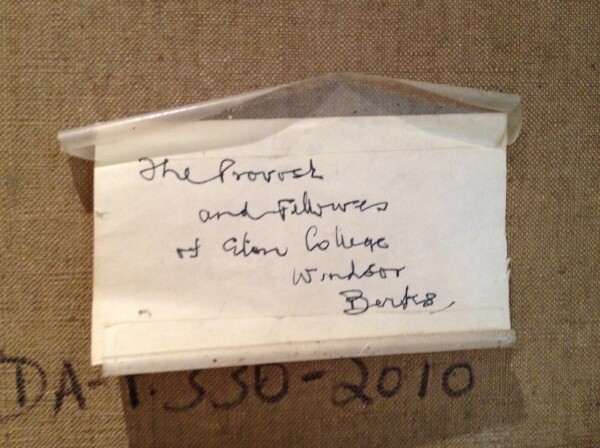 The Provost
and Fellows
of Eton College
Windsor
Berks
DA-T.550-2010